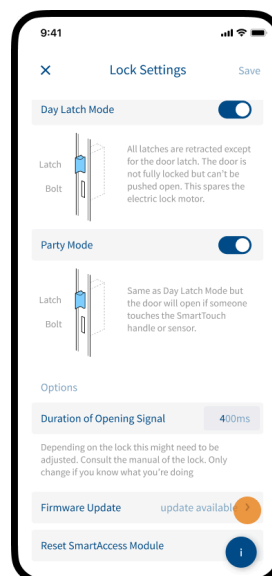 9:41
Lock Settings Save
Day Latch Mode
All latches are retracted except
for the door latch. The door is
not fully locked but can't be
pushed open. This spares the
electric lock motor.
Latch
Bolt
Party Mode
Same as Day Latch Mode but
the door will open if someone
touches the SmartTouch
handle or sensor.
Latch
Bolt
Options
Duration of Opening Signal 400ms
Depending on the lock this might need to be
adjusted. Consult the manual of the lock. Only
change if you know what you're doing
Firmware Update update available
Reset SmartAccess Module
i